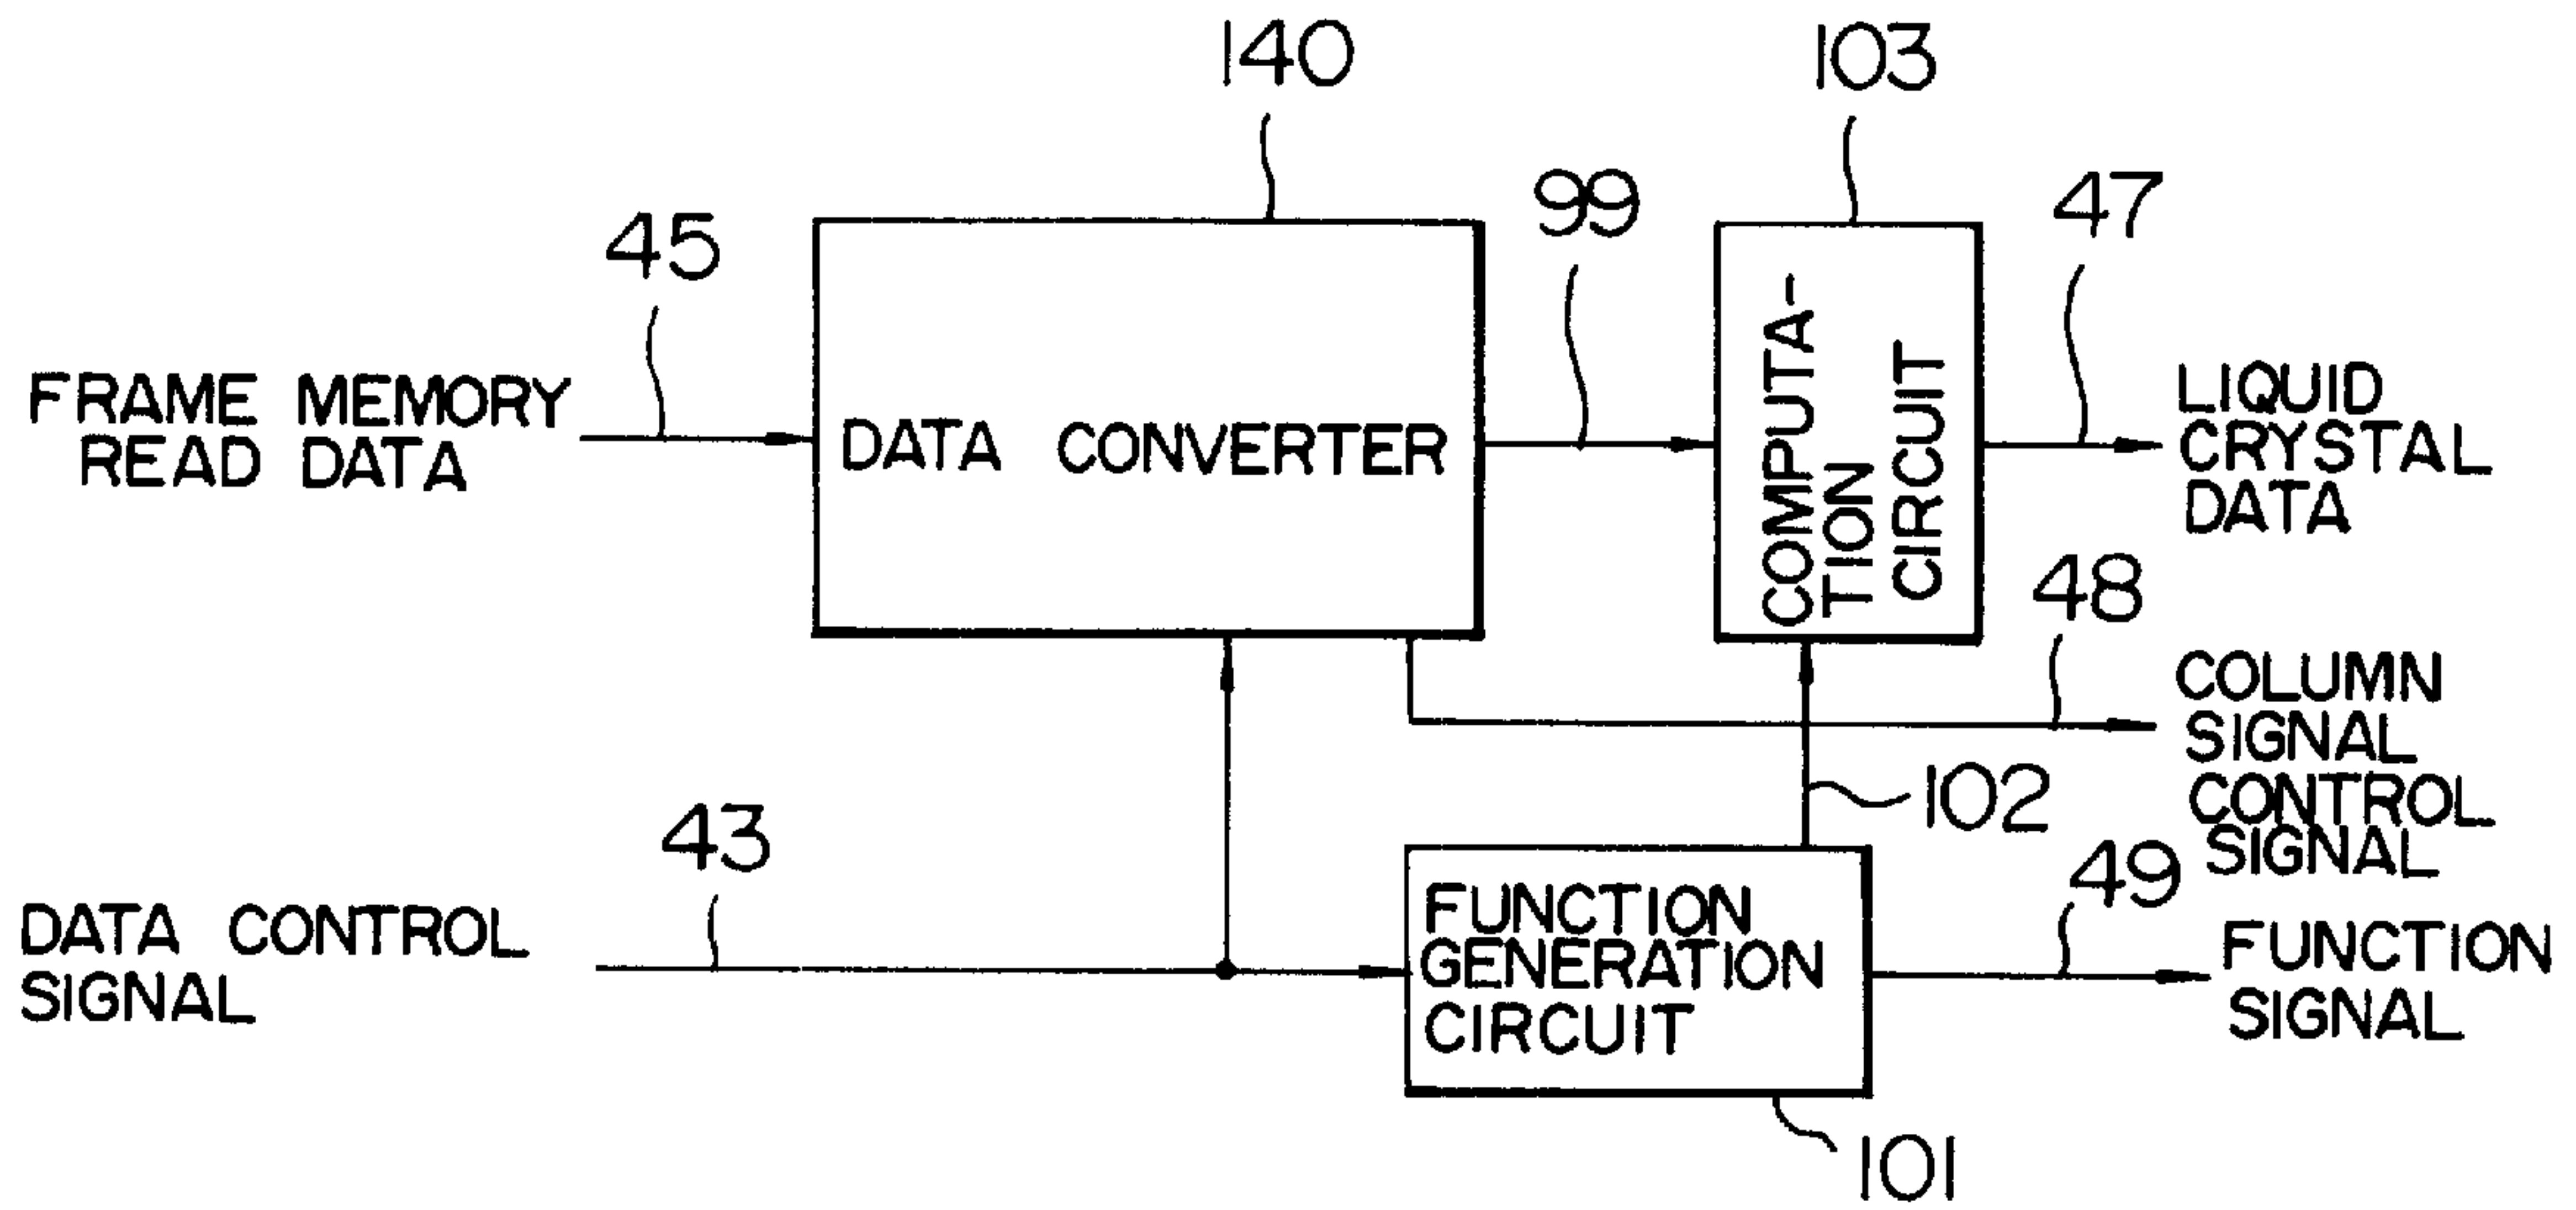 140
103
99
47
45
FRAME MEMORY
READ DATA
DATA CONVERTER
COMPUTA-
TION
CIRCUIT
LIQUID
CRYSTAL
DATA
48
COLUMN
SIGNAL
CONTROL
SIGNAL
102
43
49
DATA CONTROL
SIGNAL
FUNCTION
GENERATION
CIRCUIT
FUNCTION
SIGNAL
101